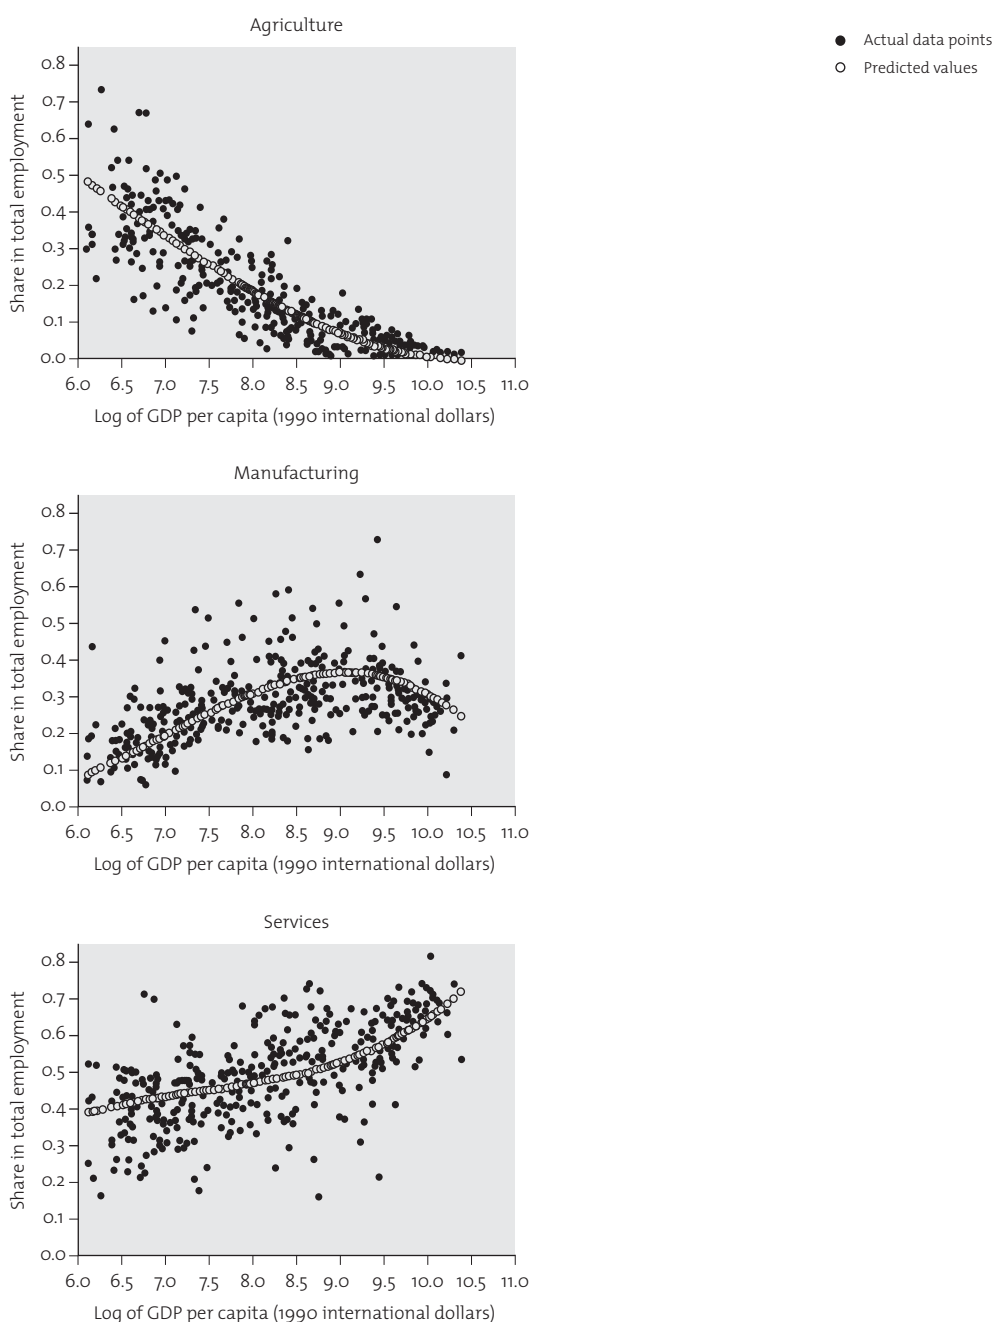 Agriculture
Actual data points
Predicted values
Share in total employment
0.8
0.7
0.6
0.5
0.4
0.3
0.2
0.1
0.0
6.0 6.5 7.0 7.5 8.0 8.5 9.0 9.5 10.0 10.5 11.0
Log of GDP per capita (1990 international dollars)
Manufacturing
Share in total employment
0.8
0.7
0.6
0.5
0.4
0.3
0.2
0.1
0.0
6.0 6.5 7.0 7.5 8.0 8.5 9.0 9.5 10.0 10.5 11.0
Log of GDP per capita (1990 international dollars)
Services
Share in total employment
0.8
0.7
0.6
0.5
0.4
0.3
0.2
0.1
0.0
6.0 6.5 7.0 7.5 8.0 8.5 9.0 9.5 10.0 10.5 11.0
Log of GDP per capita (1990 international dollars)